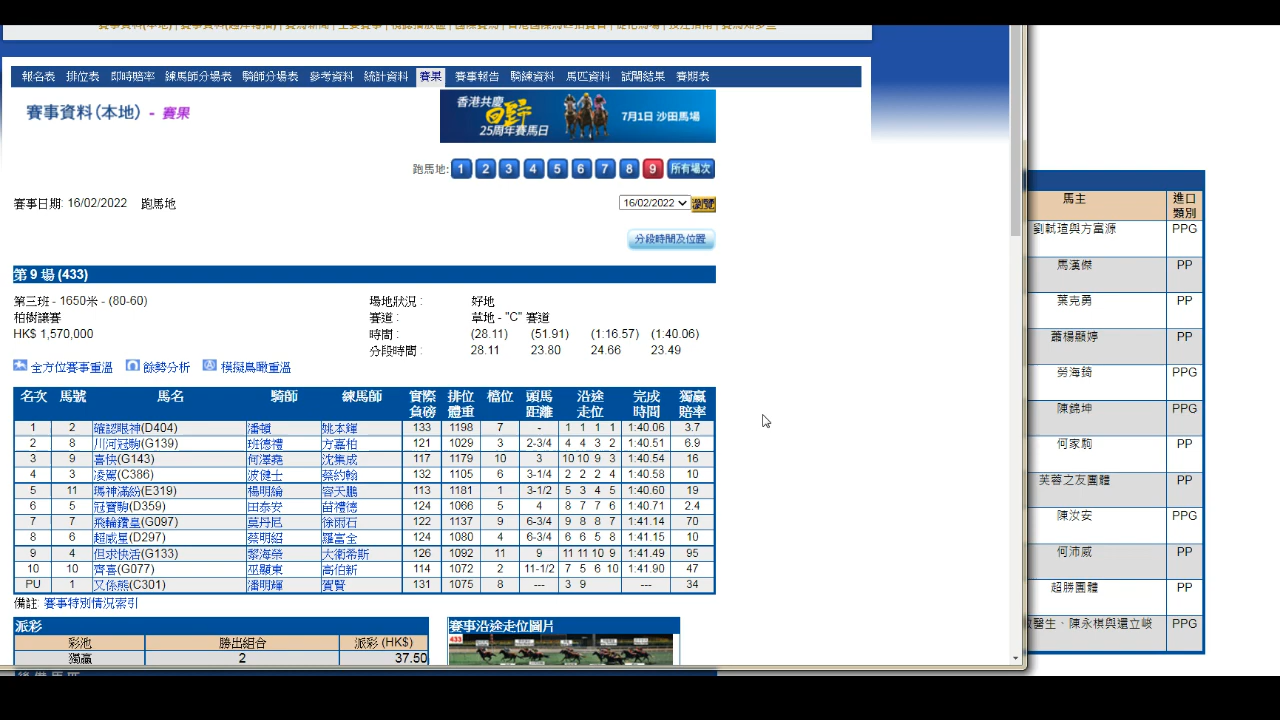 報名表 排位表 即時賠率 練馬師分場表 騎師分場表 參考資料 統計資料 賽果 賽事報告 騎練資料 馬匹資料 試閘結果 賽期表
賽事資料(本地) - 賽果
香港共慶
25周年賽馬日
7月1日 沙田馬場
跑馬地: 1 2 3 4 5 6 7 8 9 所有場次
賽事日期: 16/02/2022 跑馬地
16/02/2022 瀏覽
分段時間及位置
第 9 場 (433)
第三班 - 1650米 - (80-60) 場地狀況 : 好地
柏樹讓賽 賽道 : 草地 - "C" 賽道
HK$ 1,570,000 時間 : (28.11) (51.91) (1:16.57) (1:40.06)
分段時間 : 28.11 23.80 24.66 23.49
全方位賽事重溫 餘勢分析 模擬鳥瞰重溫
名次 馬號 馬名 騎師 練馬師 實際負磅 排位體重 檔位 頭馬距離 沿途走位 完成時間 獨贏賠率
1 2 確認眼神(D404) 潘頓 姚本輝 133 1198 7 - 1 1 1 1 1:40.06 3.7
2 8 川河冠駒(G139) 班德禮 方嘉柏 121 1029 3 2-3/4 4 4 3 2 1:40.51 6.9
3 9 喜快(G143) 何澤堯 沈集成 117 1179 10 3 10 10 9 3 1:40.54 16
4 3 凌駕(C386) 波健士 蔡約翰 132 1105 6 3-1/4 2 2 2 4 1:40.58 10
5 11 瑪神滿紛(E319) 楊明綸 容天鵬 113 1181 1 3-1/2 5 3 4 5 1:40.60 19
6 5 冠寶駒(D359) 田泰安 苗禮德 124 1066 5 4 8 7 7 6 1:40.71 2.4
7 7 飛輪鑽皇(G097) 莫丹尼 徐雨石 122 1137 9 6-3/4 9 8 8 7 1:41.14 70
8 6 超威星(D297) 蔡明紹 羅富全 124 1080 4 6-3/4 6 6 5 8 1:41.15 10
9 4 但求快活(G133) 黎海榮 大衛希斯 126 1092 11 9 11 11 10 9 1:41.49 95
10 10 齊喜(G077) 巫顯東 高伯新 114 1072 2 11-1/2 7 5 6 10 1:41.90 47
PU 1 又係熊(C301) 潘明輝 賀賢 131 1075 8 --- 3 9 --- 34
備註: 賽事特別情況索引
派彩
彩池 勝出組合 派彩 (HK$)
獨贏 2 37.50
賽事沿途走位圖片
433
馬主 進口類別
劉軾瑄與方富源 PPG
馬漢傑 PP
葉克勇 PP
蕭楊顯婷 PP
勞海錡 PPG
陳錦坤 PPG
何家駒 PP
芙蓉之友團體 PP
陳汝安 PPG
何沛威 PP
超勝團體 PP
醫生、陳永棋與還立峻 PPG